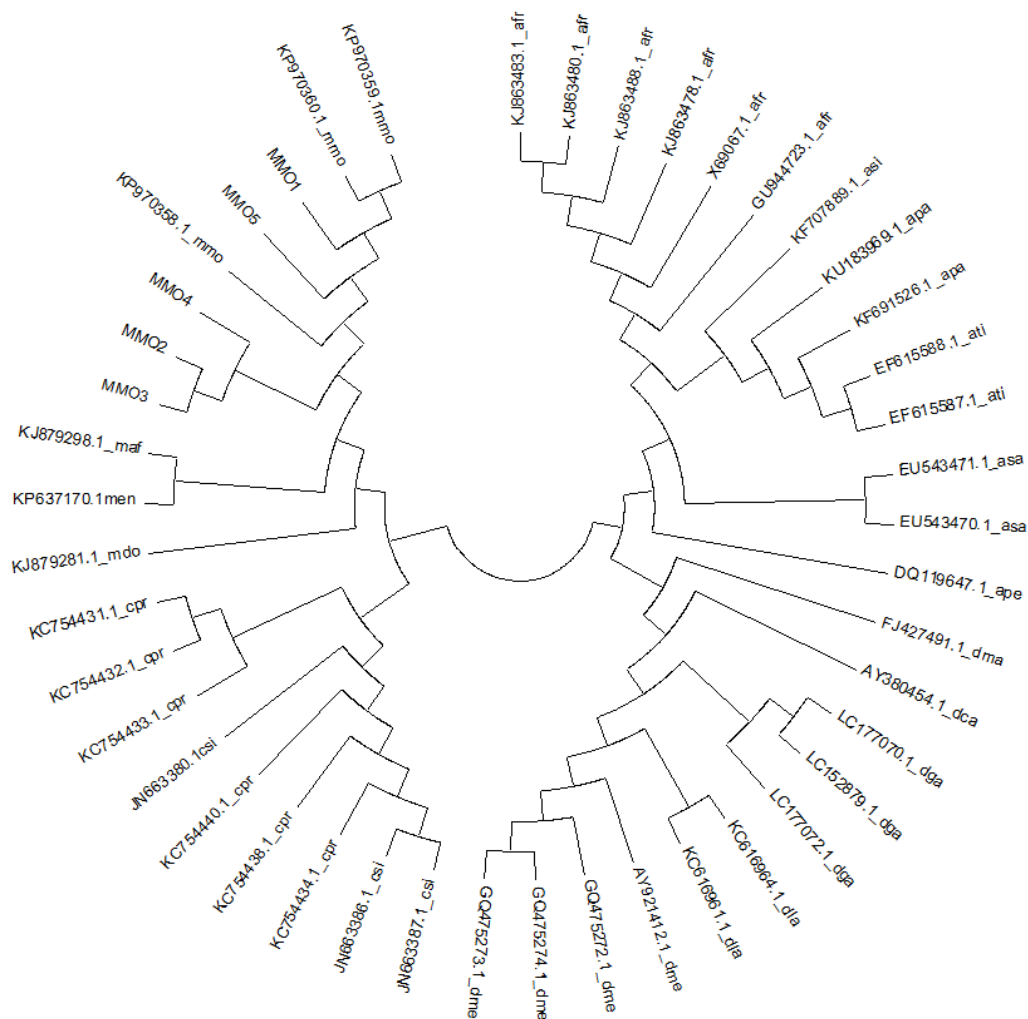 KJ863483.1_afr
KJ863480.1_afr
KJ863488.1_afr
KJ863478.1_afr
X69067.1_afr
GU944723.1_afr
KF707889.1_asi
KU183969.1_apa
KF691526.1_apa
EF615588.1_ati
EF615587.1_ati
EU543471.1_asa
EU543470.1_asa
DQ119647.1_ape
FJ427491.1_dma
AY380454.1_dca
LC177070.1_dga
LC152879.1_dga
LC177072.1_dga
KC616964.1_dla
KC616961.1_dla
AY921412.1_dme
GQ475272.1_dme
GQ475274.1_dme
GQ475273.1_dme
JN663387.1_csi
JN663386.1_csi
KC754434.1_cpr
KC754438.1_cpr
KC754440.1_cpr
JN663380.1csi
KC754433.1_cpr
KC754432.1_cpr
KC754431.1_cpr
KJ879281.1_mdo
KP637170.1men
KJ879298.1_maf
MMO3
MMO2
MMO4
KP970358.1_mmo
MMO5
MMO1
KP970360.1_mmo
KP970359.1mmo